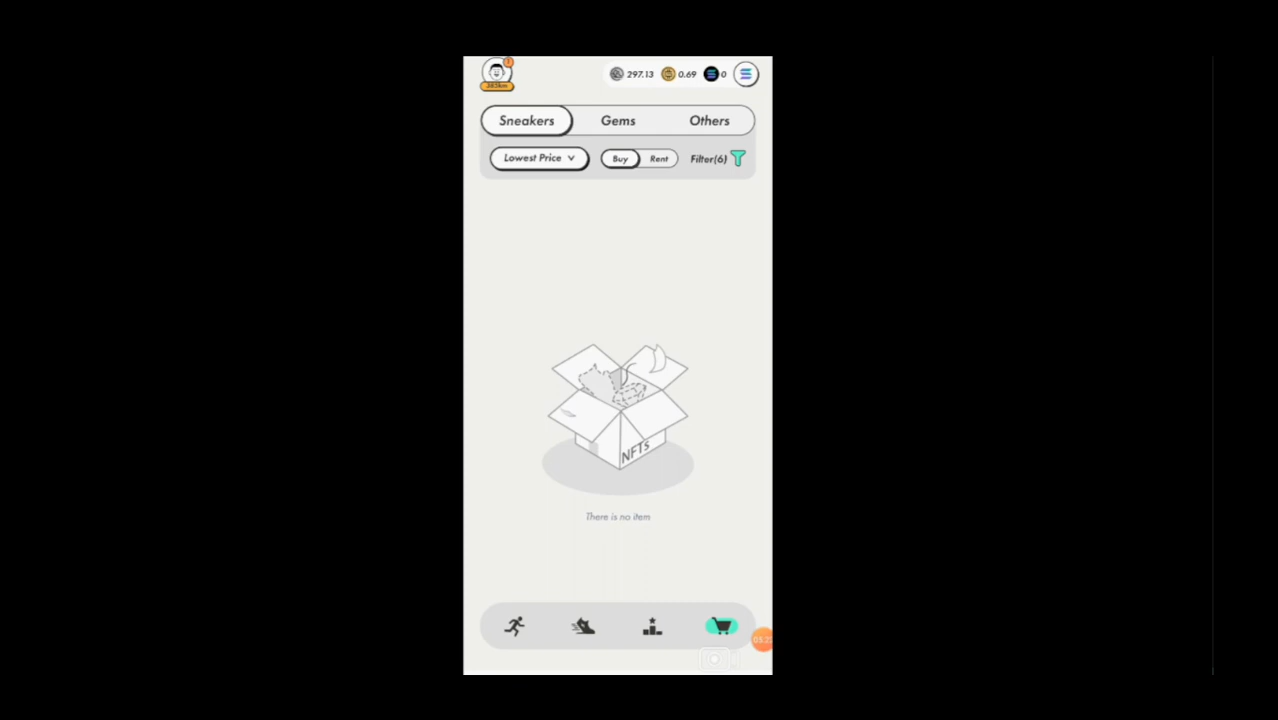 297.13 0.69 0
385km
Sneakers Gems Others
Lowest Price Buy Rent Filter(6)
NFTs
There is no item